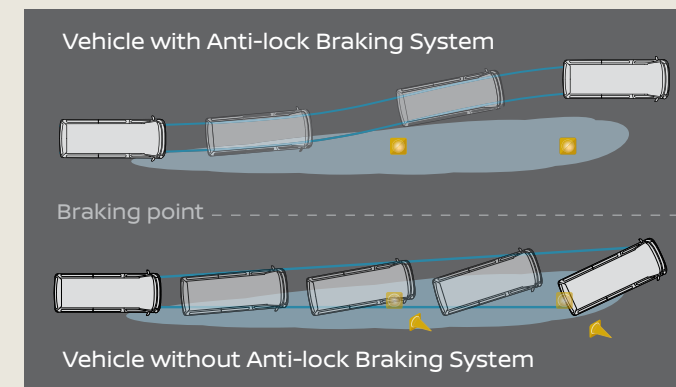 Vehicle with Anti-lock Braking System
Braking point
Vehicle without Anti-lock Braking System